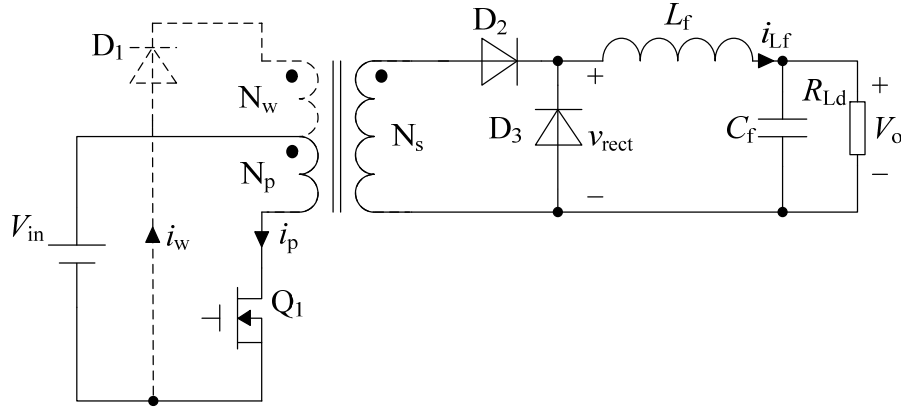 D1
D2
Lf
iLf
Nw
Ns
+
RLd
+
D3
vrect
Cf
Vo
Np
−
−
Vin
iw
ip
Q1